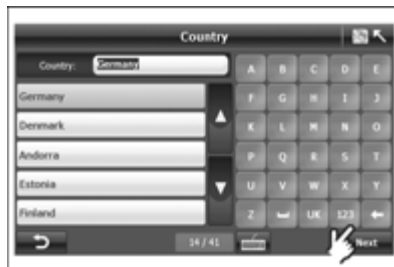 Country
Country: Germany
A B C D E
Germany
F G H I J
Denmark
K L M N O
Andorra
P Q R S T
Estonia
U V W X Y
Finland
Z UK 123
14 / 41
Next